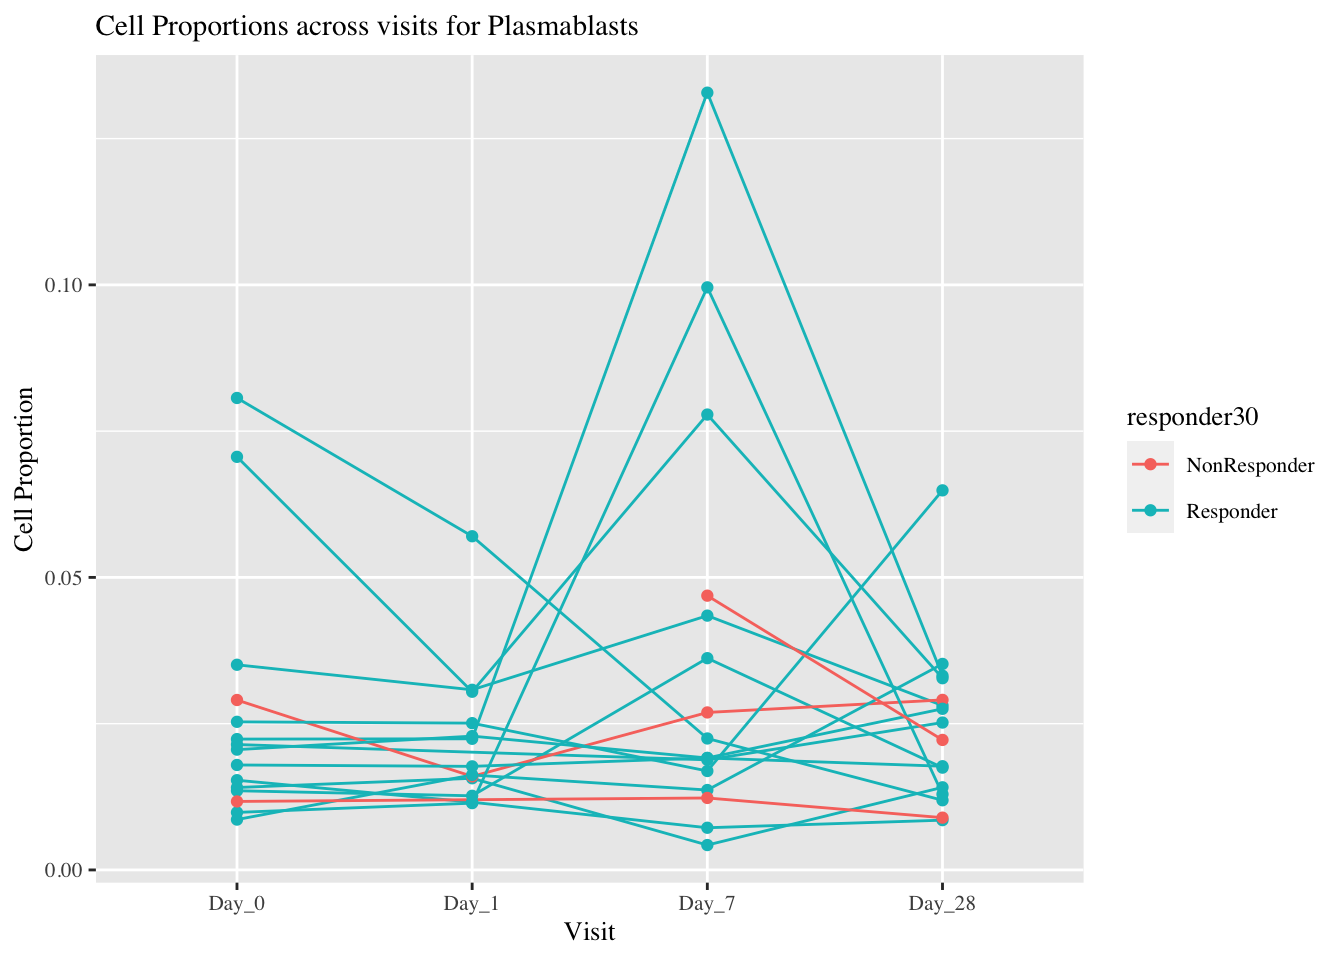 Cell Proportions across visits for Plasmablasts
Cell Proportion
0.10
0.05
0.00
Day_0 Day_1 Day_7 Day_28
Visit
responder30
NonResponder
Responder